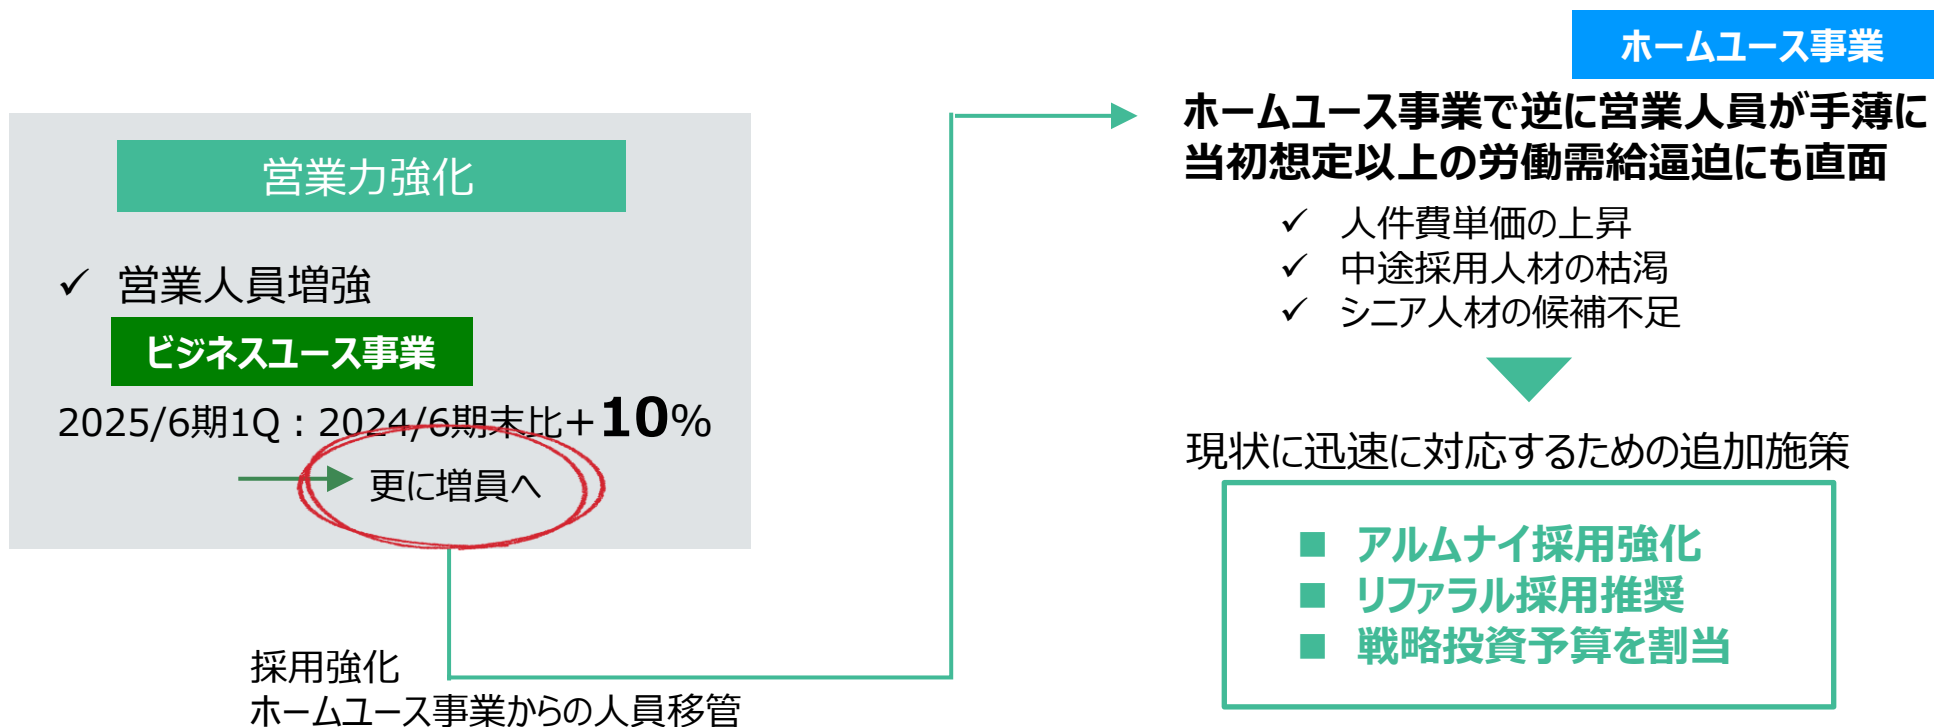 営業力強化
✓ 営業人員増強
ビジネスユース事業
2025/6期1Q：2024/6期末比+10%
更に増員へ
採用強化
ホームユース事業からの人員移管
ホームユース事業
ホームユース事業で逆に営業人員が手薄に
当初想定以上の労働需給逼迫にも直面
✓ 人件費単価の上昇
✓ 中途採用人材の枯渇
✓ シニア人材の候補不足
現状に迅速に対応するための追加施策
■ アルムナイ採用強化
■ リファラル採用推奨
■ 戦略投資予算を割当